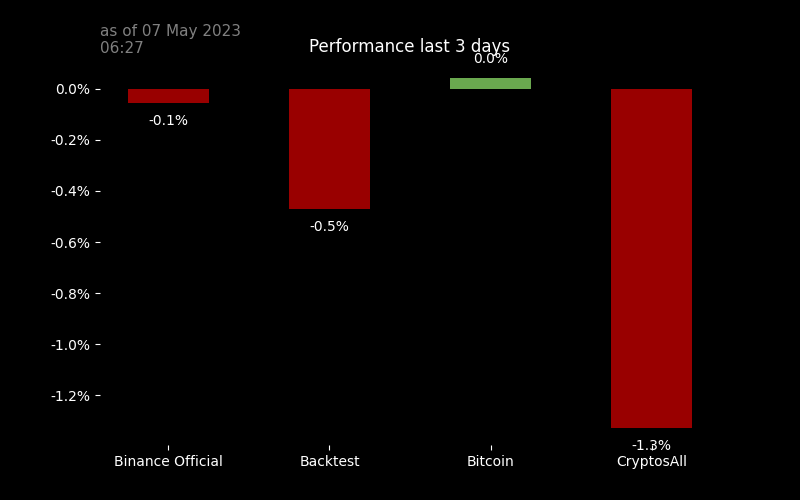 as of 07 May 2023
06:27
Performance last 3 days
0.0%
0.0%
-0.1%
-0.2%
-0.4%
-0.5%
-0.6%
-0.8%
-1.0%
-1.2%
-1.3%
Binance Official
Backtest
Bitcoin
CryptosAll